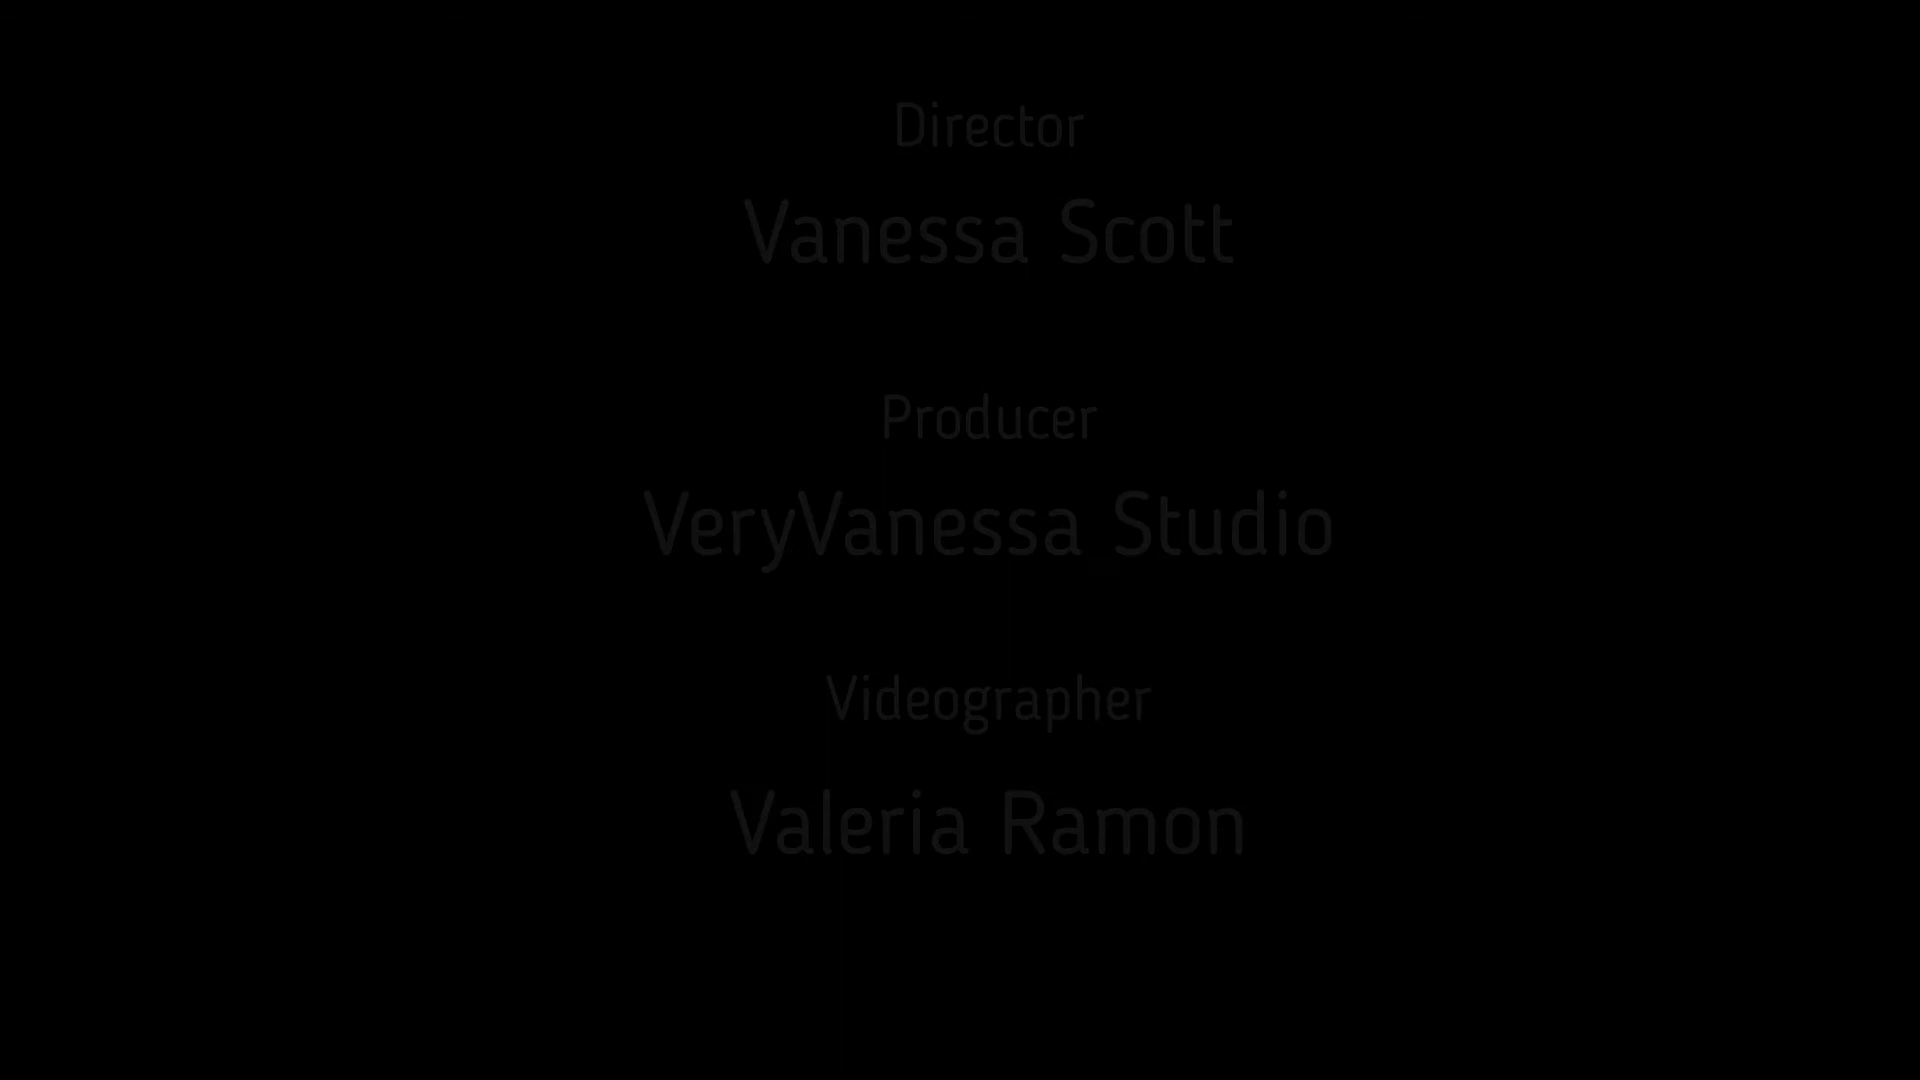 Director
Vanessa Scott
Producer
VeryVanessa Studio
Videographer
Valeria Ramon